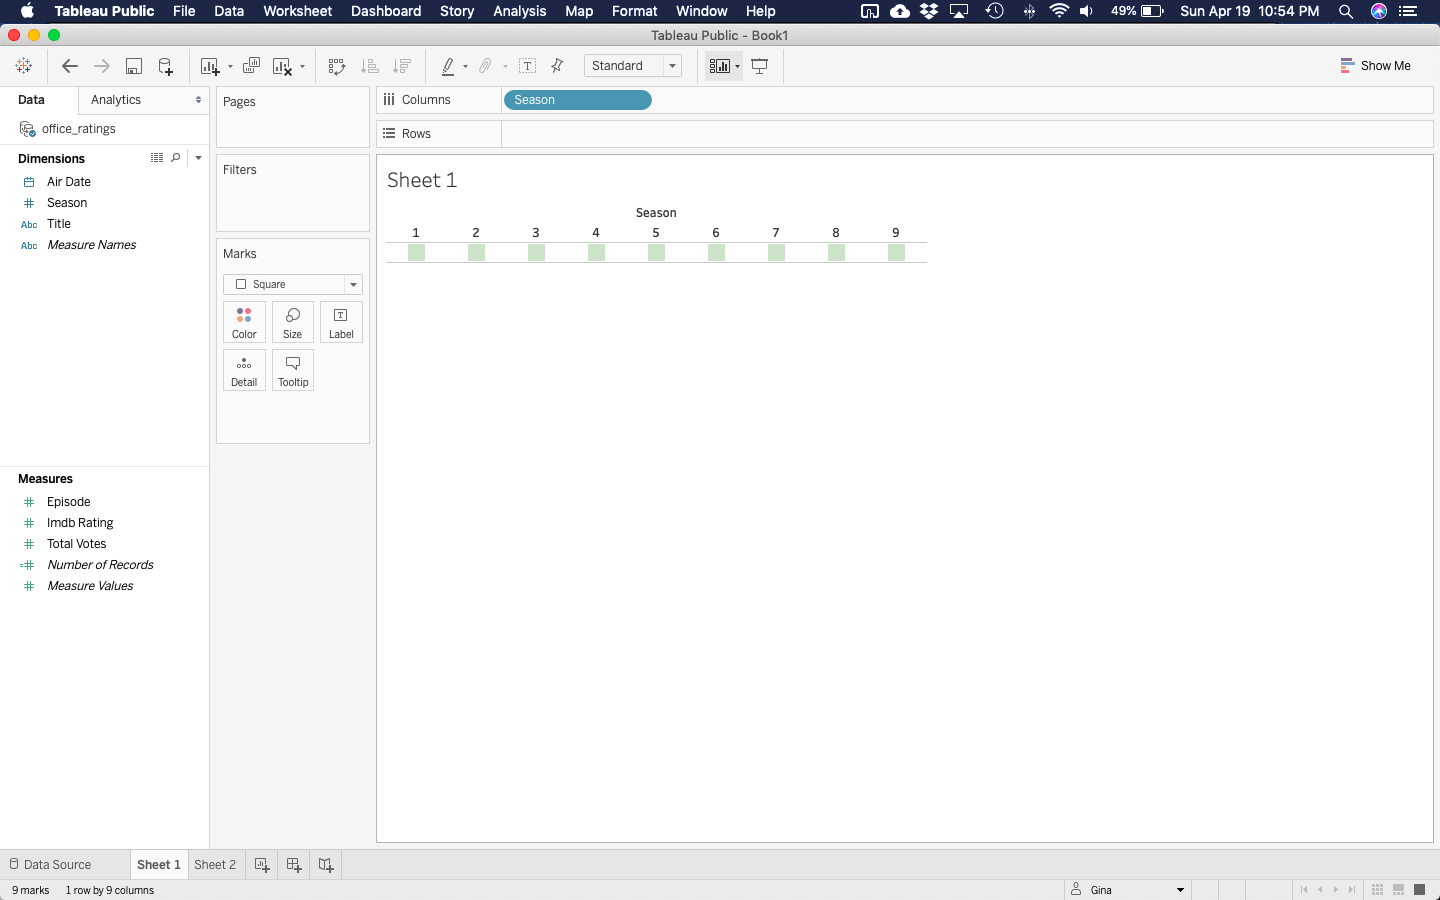 Tableau Public File Data Worksheet Dashboard Story Analysis Map Format Window Help 49% Sun Apr 19 10:54 PM
Tableau Public - Book1
Standard Show Me
Data Analytics
office_ratings
Dimensions
Air Date
Season
Abc Title
Abc Measure Names
Measures
Episode
Imdb Rating
Total Votes
Number of Records
Measure Values
Pages
Filters
Marks
Square
Color Size Label
Detail Tooltip
Columns Season
Rows
Sheet 1
Season
1 2 3 4 5 6 7 8 9
Data Source Sheet 1 Sheet 2
9 marks 1 row by 9 columns Gina